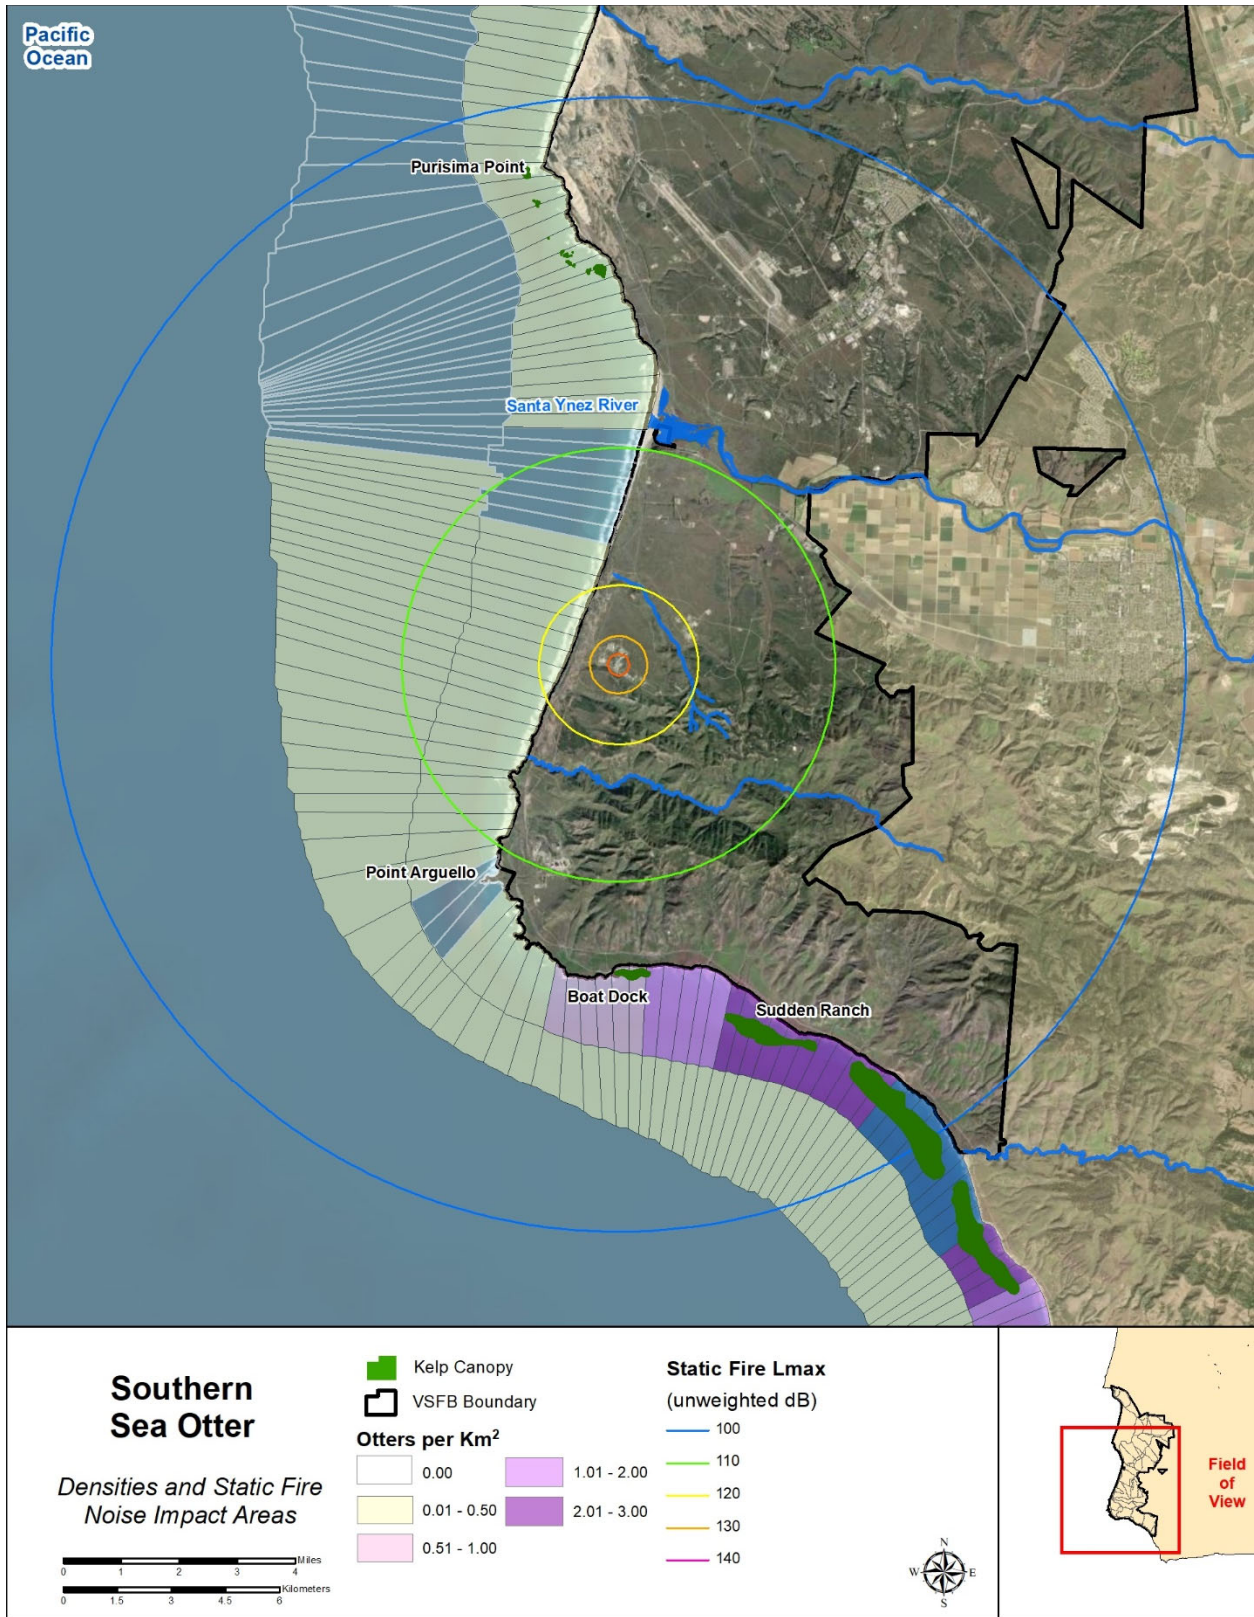 Pacific
Ocean
Purisima Point
Santa Ynez River
Point Arguello
Boat Dock
Sudden Ranch
Southern
Sea Otter
Densities and Static Fire
Noise Impact Areas
0 1 2 3 4 Miles
0 1.5 3 4.5 6 Kilometers
Kelp Canopy
VSFB Boundary
Otters per Km²
0.00
0.01 - 0.50
0.51 - 1.00
1.01 - 2.00
2.01 - 3.00
Static Fire Lmax
(unweighted dB)
100
110
120
130
140
N
W E
S
Field
of
View